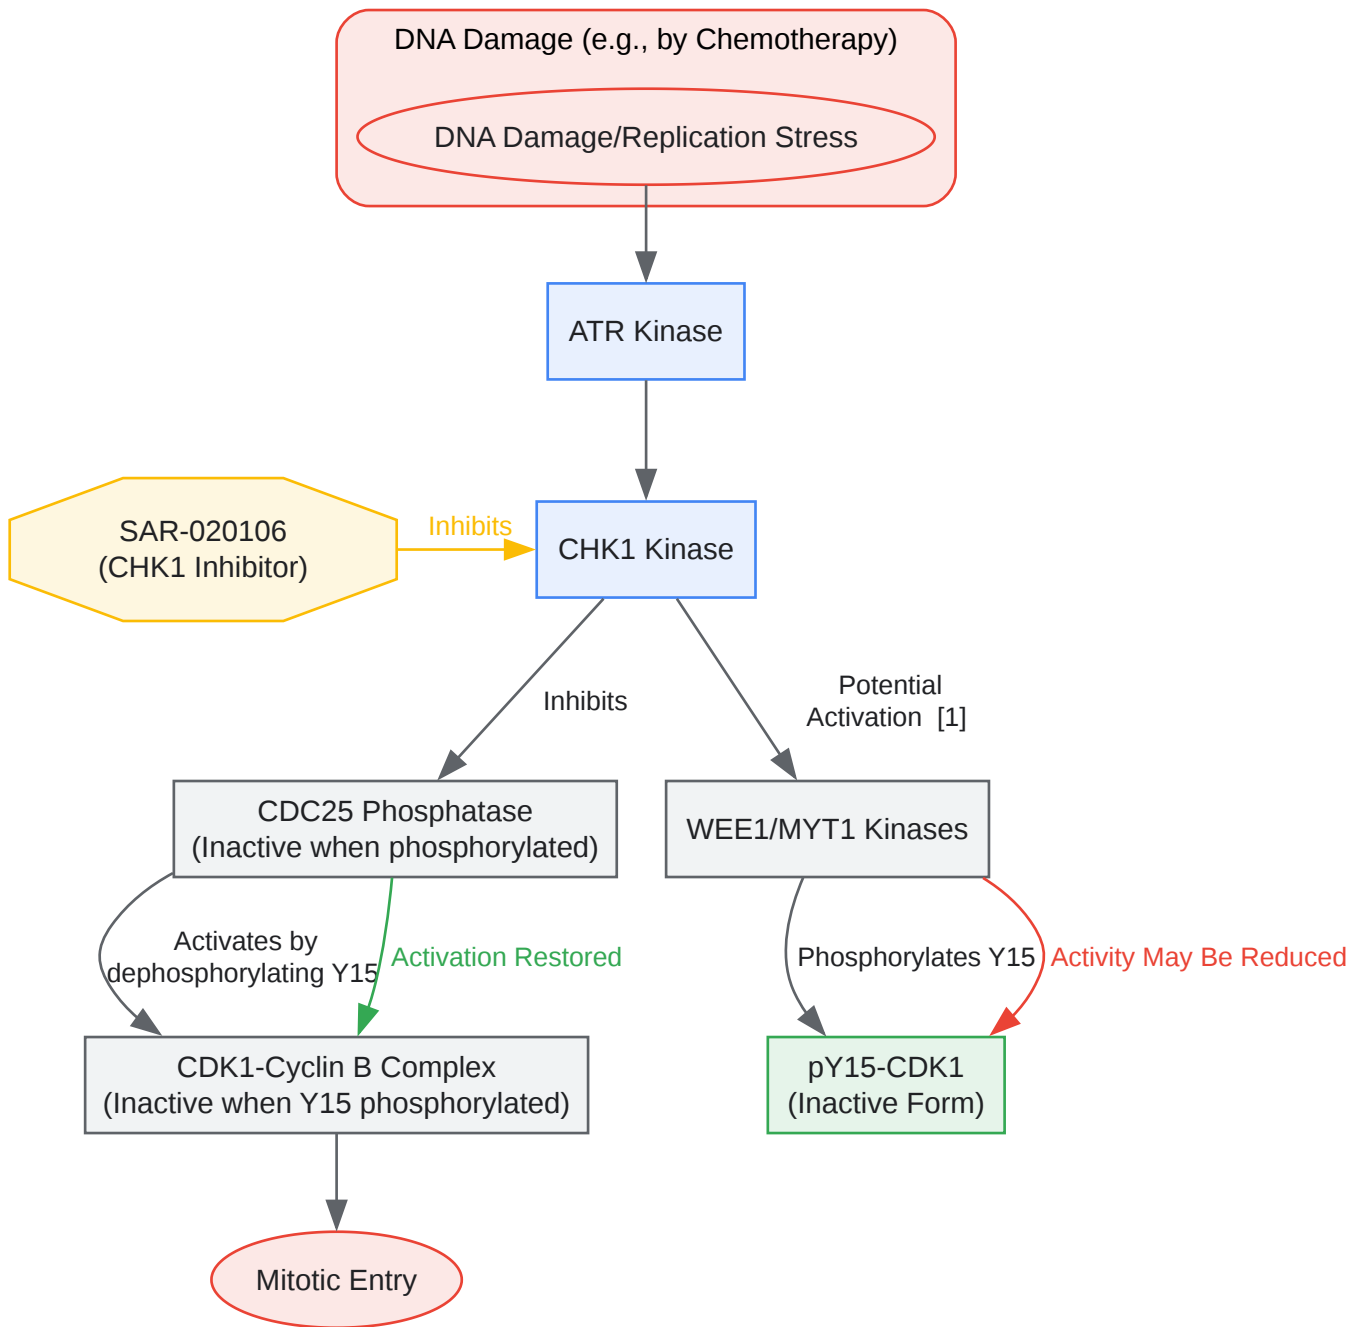 DNA Damage (e.g., by Chemotherapy)
DNA Damage/Replication Stress
ATR Kinase
SAR-020106
(CHK1 Inhibitor)
Inhibits
CHK1 Kinase
Inhibits
Potential
Activation  [1]
CDC25 Phosphatase
(Inactive when phosphorylated)
WEE1/MYT1 Kinases
Activates by
dephosphorylating Y15
Activation Restored
Phosphorylates Y15
Activity May Be Reduced
CDK1-Cyclin B Complex
(Inactive when Y15 phosphorylated)
pY15-CDK1
(Inactive Form)
Mitotic Entry